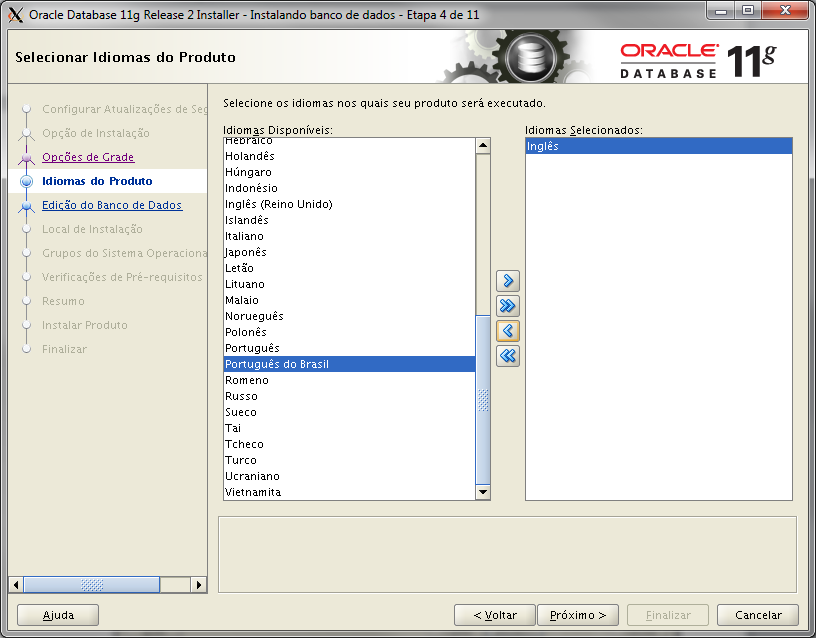 Oracle Database 11g Release 2 Installer - Instalando banco de dados - Etapa 4 de 11
Selecionar Idiomas do Produto
ORACLE
DATABASE 11g
Configurar Atualizações de Seg
Opção de Instalação
Opções de Grade
Idiomas do Produto
Edição do Banco de Dados
Local de Instalação
Grupos do Sistema Operaciona
Verificações de Pré-requisitos
Resumo
Instalar Produto
Finalizar
Selecione os idiomas nos quais seu produto será executado.
Idiomas Disponíveis:
Hebraico
Holandês
Húngaro
Indonésio
Inglês (Reino Unido)
Islandês
Italiano
Japonês
Letão
Lituano
Malaio
Norueguês
Polonês
Português
Português do Brasil
Romeno
Russo
Sueco
Tai
Tcheco
Turco
Ucraniano
Vietnamita
Idiomas Selecionados:
Inglês
Ajuda
< Voltar
Próximo >
Finalizar
Cancelar